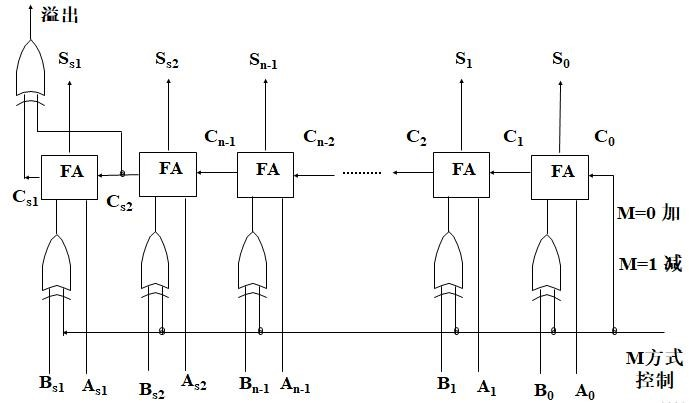 溢出
Ss1 Ss2 Sn-1 S1 S0
Cn-1 Cn-2 C2 C1 C0
FA FA FA FA FA
Cs1 Cs2
M=0 加
M=1 减
M方式
控制
Bs1 As1 Bs2 As2 Bn-1 An-1 B1 A1 B0 A0